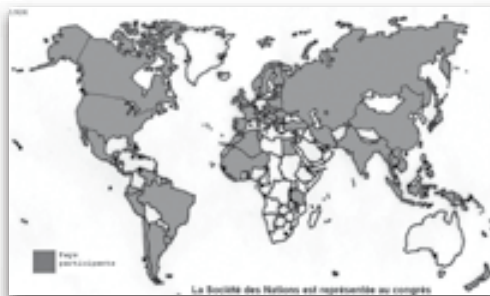 Pays
participants
La Société des Nations est représentée au congrès